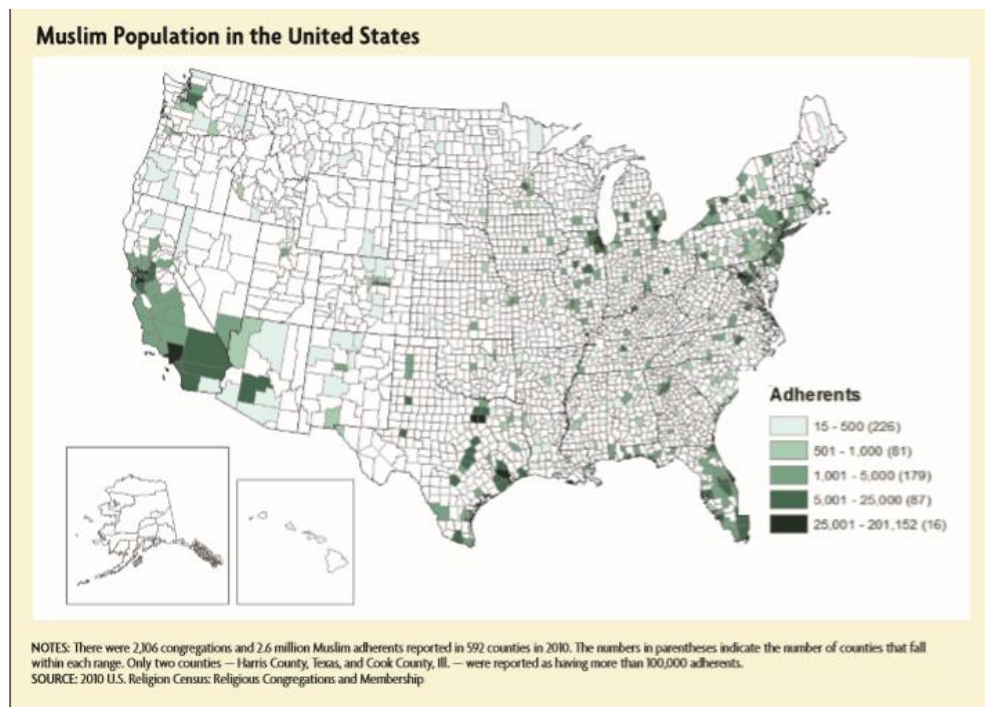 Muslim Population in the United States
Adherents
15 - 500 (226)
501 - 1,000 (81)
1,001 - 5,000 (179)
5,001 - 25,000 (87)
25,001 - 201,152 (16)
NOTES: There were 2,106 congregations and 2.6 million Muslim adherents reported in 592 counties in 2010. The numbers in parentheses indicate the number of counties that fall
within each range. Only two counties — Harris County, Texas, and Cook County, Ill. — were reported as having more than 100,000 adherents.
SOURCE: 2010 U.S. Religion Census: Religious Congregations and Membership